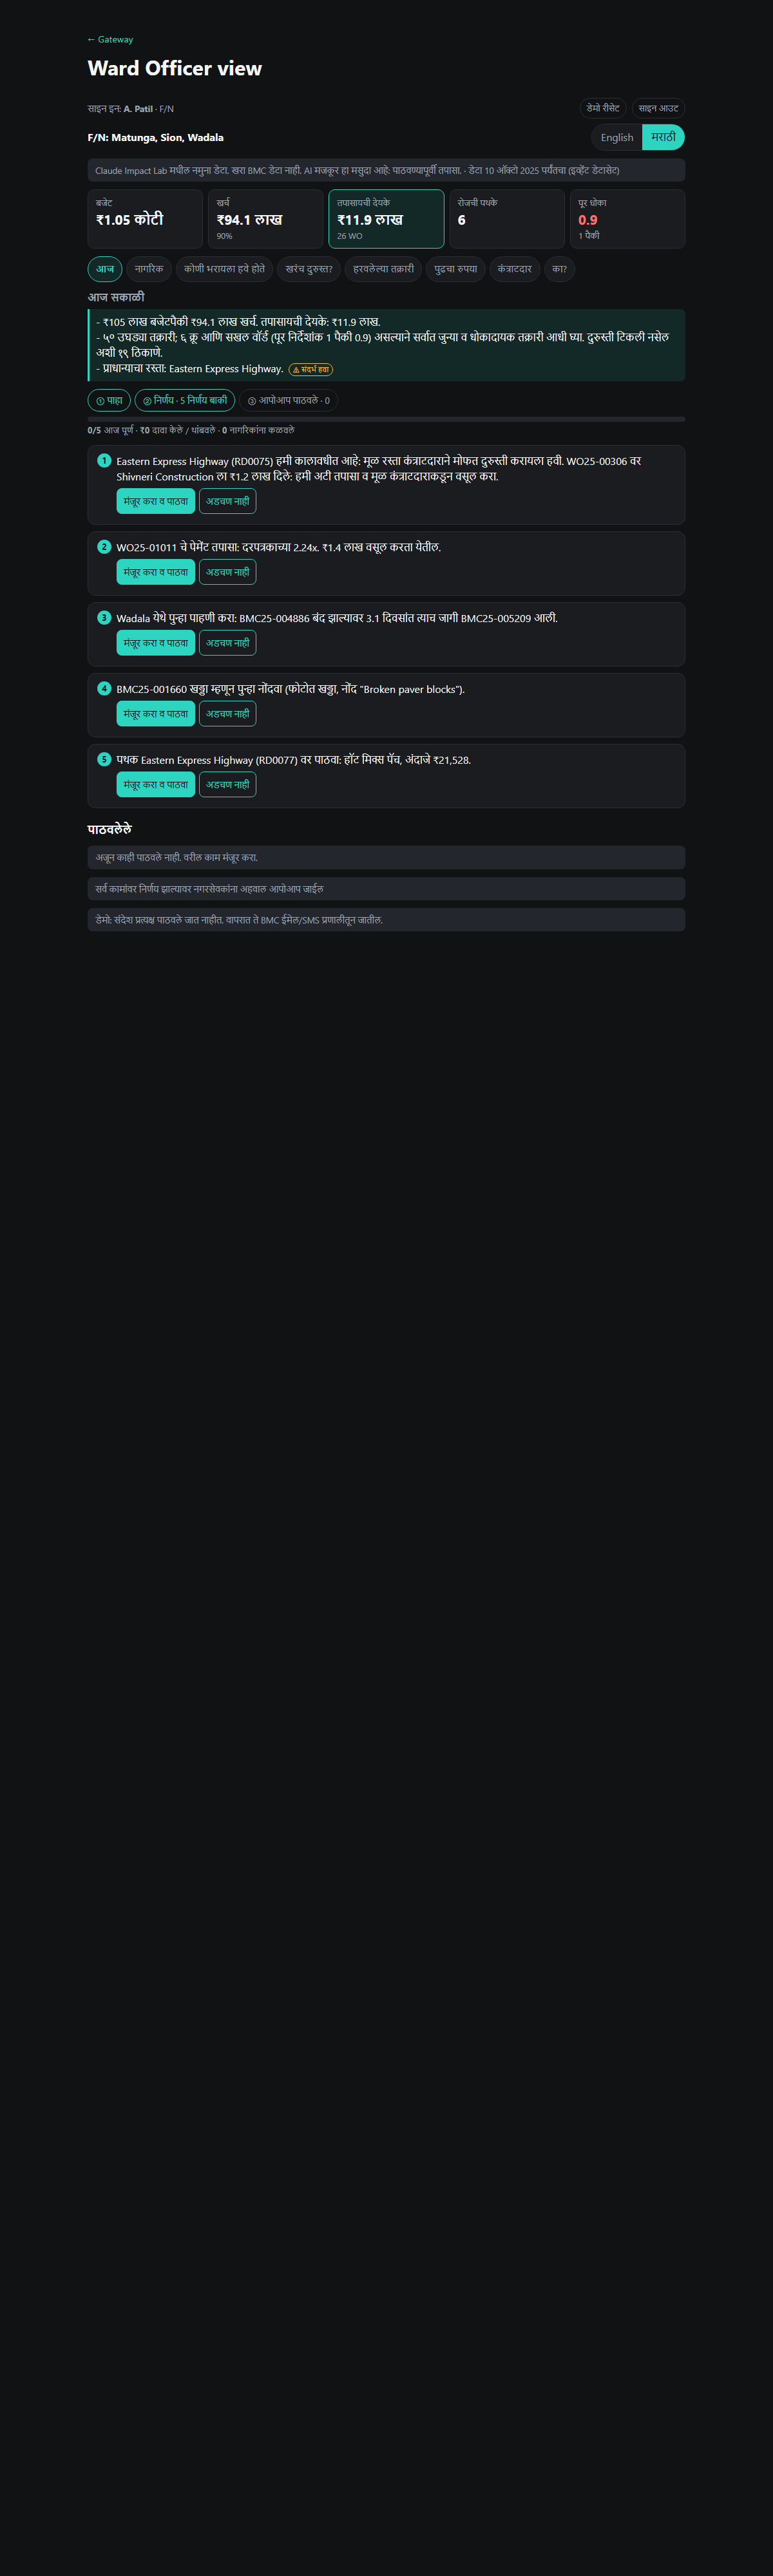 ← Gateway
Ward Officer view
साइन इन: A. Patil · F/N
डेमो रीसेट
साइन आउट
F/N: Matunga, Sion, Wadala
English
मराठी
Claude Impact Lab मधील नमुना डेटा. खरा BMC डेटा नाही. AI मजकूर हा मसुदा आहे: पाठवण्यापूर्वी तपासा. · डेटा 10 ऑक्टो 2025 पर्यंतचा (इव्हेंट डेटासेट)
बजेट
₹1.05 कोटी
खर्च
₹94.1 लाख
90%
तपासायची देयके
₹11.9 लाख
26 WO
रोजची पथके
6
पूर धोका
0.9
1 पैकी
आज
नागरिक
कोणी भरायला हवे होते
खरंच दुरुस्त?
हरवलेल्या तक्रारी
पुढचा रुपया
कंत्राटदार
का?
आज सकाळी
- ₹105 लाख बजेटपैकी ₹94.1 लाख खर्च. तपासायची देयके: ₹11.9 लाख.
- ५० उघड्या तक्रारी; ६ क्रू आणि सखल वॉर्ड (पूर निर्देशांक 1 पैकी 0.9) असल्याने सर्वात जुन्या व धोकादायक तक्रारी आधी घ्या. दुरुस्ती टिकली नसेल
अशी १९ ठिकाणे.
- प्राधान्याचा रस्ता: Eastern Express Highway. ⚠ संदर्भ हवा
① पाहा
② निर्णय · 5 निर्णय बाकी
③ आपोआप पाठवले · 0
0/5 आज पूर्ण · ₹0 दावा केले / थांबवले · 0 नागरिकांना कळवले
1 Eastern Express Highway (RD0075) हमी कालावधीत आहे: मूळ रस्ता कंत्राटदाराने मोफत दुरुस्ती करायला हवी. WO25-00306 वर
Shivneri Construction ला ₹1.2 लाख दिले: हमी अटी तपासा व मूळ कंत्राटदाराकडून वसूल करा.
मंजूर करा व पाठवा
अडचण नाही
2 WO25-01011 चे पेमेंट तपासा: दरपत्रकाच्या 2.24x. ₹1.4 लाख वसूल करता येतील.
मंजूर करा व पाठवा
अडचण नाही
3 Wadala येथे पुन्हा पाहणी करा: BMC25-004886 बंद झाल्यावर 3.1 दिवसांत त्याच जागी BMC25-005209 आली.
मंजूर करा व पाठवा
अडचण नाही
4 BMC25-001660 खड्डा म्हणून पुन्हा नोंदवा (फोटोत खड्डा, नोंद "Broken paver blocks").
मंजूर करा व पाठवा
अडचण नाही
5 पथक Eastern Express Highway (RD0077) वर पाठवा: हॉट मिक्स पॅच, अंदाजे ₹21,528.
मंजूर करा व पाठवा
अडचण नाही
पाठवलेले
अजून काही पाठवले नाही. वरील काम मंजूर करा.
सर्व कामांवर निर्णय झाल्यावर नगरसेवकांना अहवाल आपोआप जाईल
डेमो: संदेश प्रत्यक्ष पाठवले जात नाहीत. वापरात ते BMC ईमेल/SMS प्रणालीतून जातील.